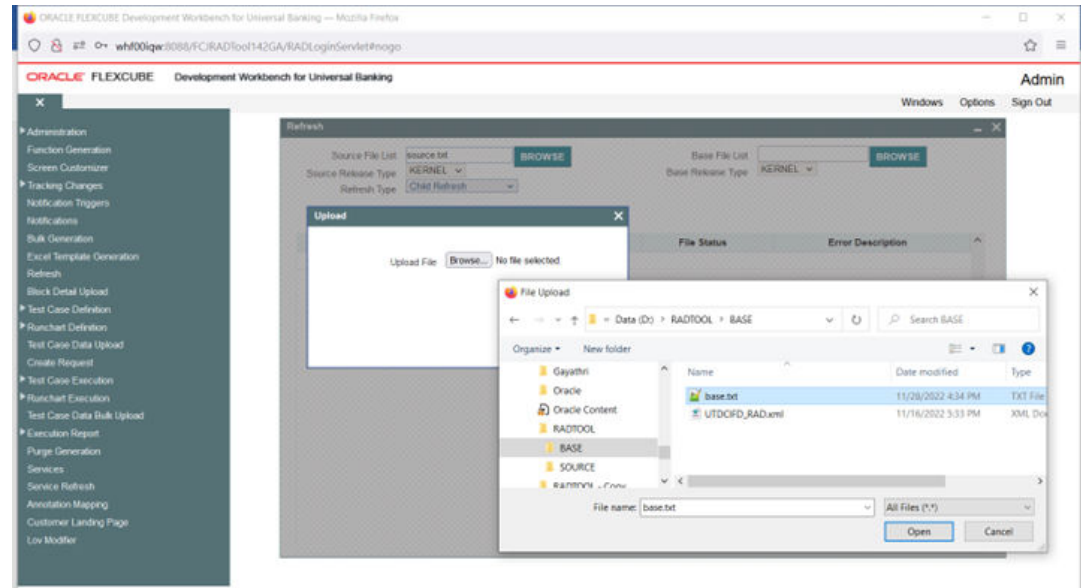 ORACLE FLEXCUBE Development Workbench for Universal Banking — Mozilla Firefox
whf00iqw:8088/FCJRADTool142GA/RADLoginServlet#nogo
ORACLE FLEXCUBE Development Workbench for Universal Banking Admin
Windows Options Sign Out
Administration
Function Generation
Screen Customizer
Tracking Changes
Notification Triggers
Notifications
Bulk Generation
Excel Template Generation
Refresh
Block Detail Upload
Test Case Definition
Runchart Definition
Test Case Data Upload
Create Request
Test Case Execution
Runchart Execution
Test Case Data Bulk Upload
Execution Report
Purge Generation
Services
Service Refresh
Annotation Mapping
Customer Landing Page
Lov Modifier
Refresh
Source File List source.txt BROWSE Base File List BROWSE
Source Release Type KERNEL Base Release Type KERNEL
Refresh Type Child Refresh
File Status Error Description
Upload
Upload File Browse... No file selected.
File Upload
Data (D:) › RADTOOL › BASE Search BASE
Organize New folder
Gayathri
Oracle
Oracle Content
RADTOOL
BASE
SOURCE
RADTOOL - Copy
Name Date modified Type
base.txt 11/28/2022 4:34 PM TXT File
UTDCIFD_RAD.xml 11/16/2022 5:33 PM XML Do
File name: base.txt All Files (*.*)
Open Cancel